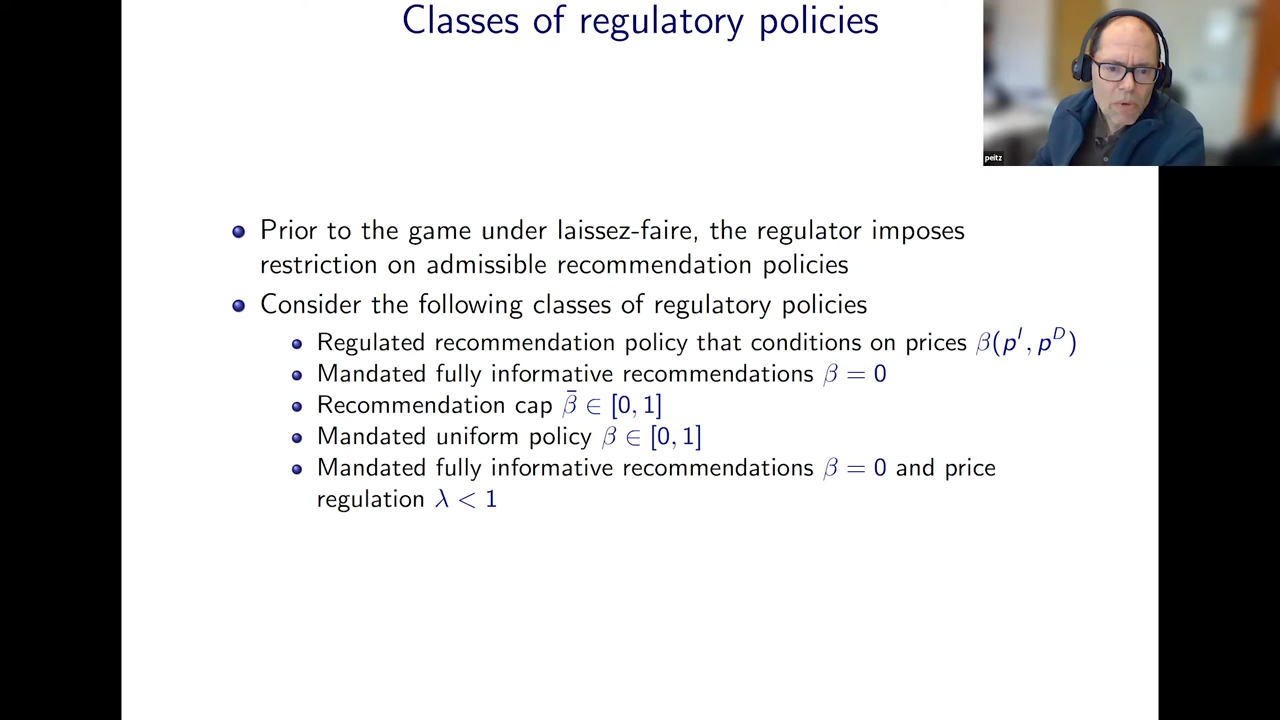 Classes of regulatory policies
peitz
Prior to the game under laissez-faire, the regulator imposes
restriction on admissible recommendation policies
Consider the following classes of regulatory policies
Regulated recommendation policy that conditions on prices β(p^I, p^D)
Mandated fully informative recommendations β = 0
Recommendation cap β̄ ∈ [0, 1]
Mandated uniform policy β ∈ [0, 1]
Mandated fully informative recommendations β = 0 and price
regulation λ < 1